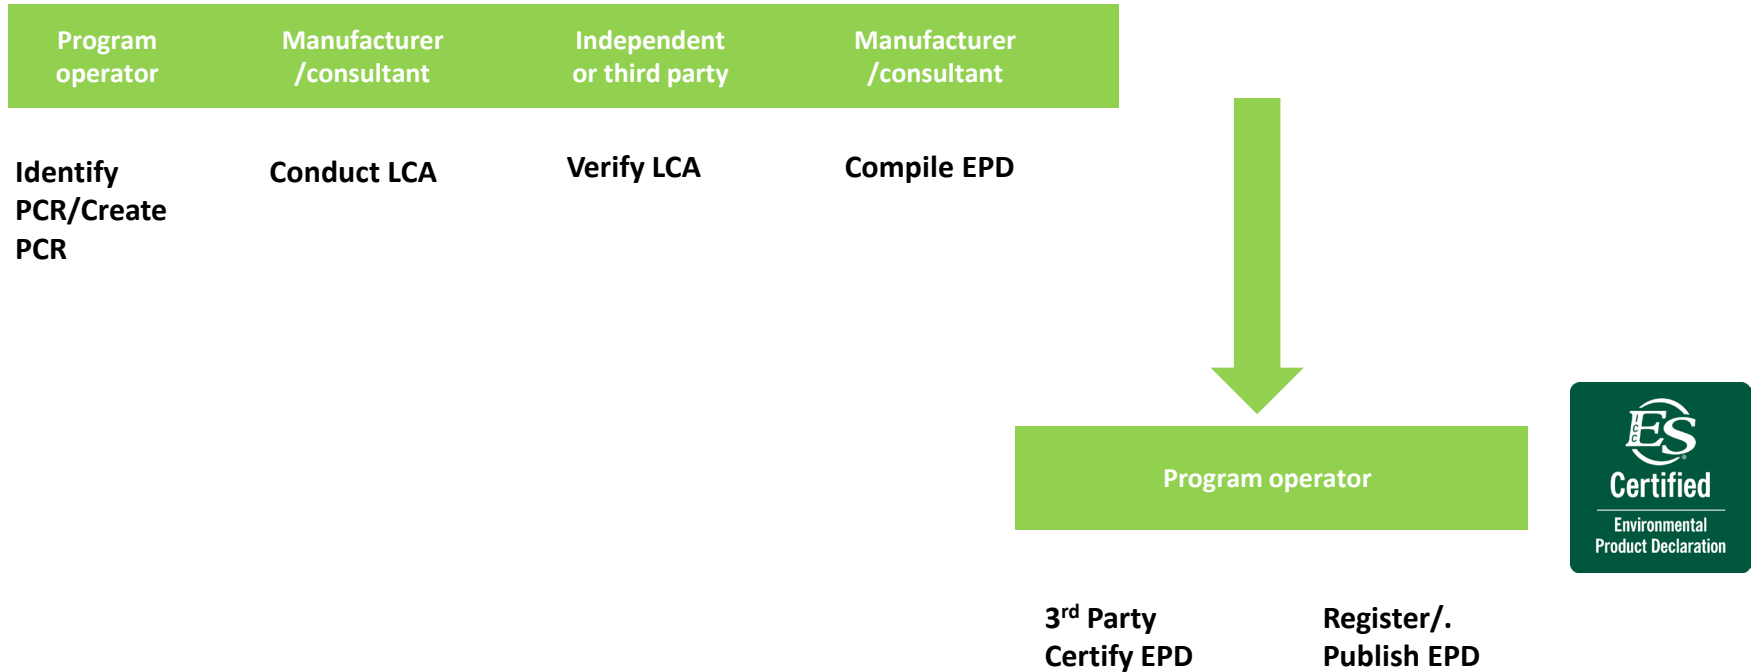 Program
operator
Manufacturer
/consultant
Independent
or third party
Manufacturer
/consultant
Identify
PCR/Create
PCR
Conduct LCA
Verify LCA
Compile EPD
Program operator
ICC
ES®
Certified
Environmental
Product Declaration
3rd Party
Certify EPD
Register/.
Publish EPD